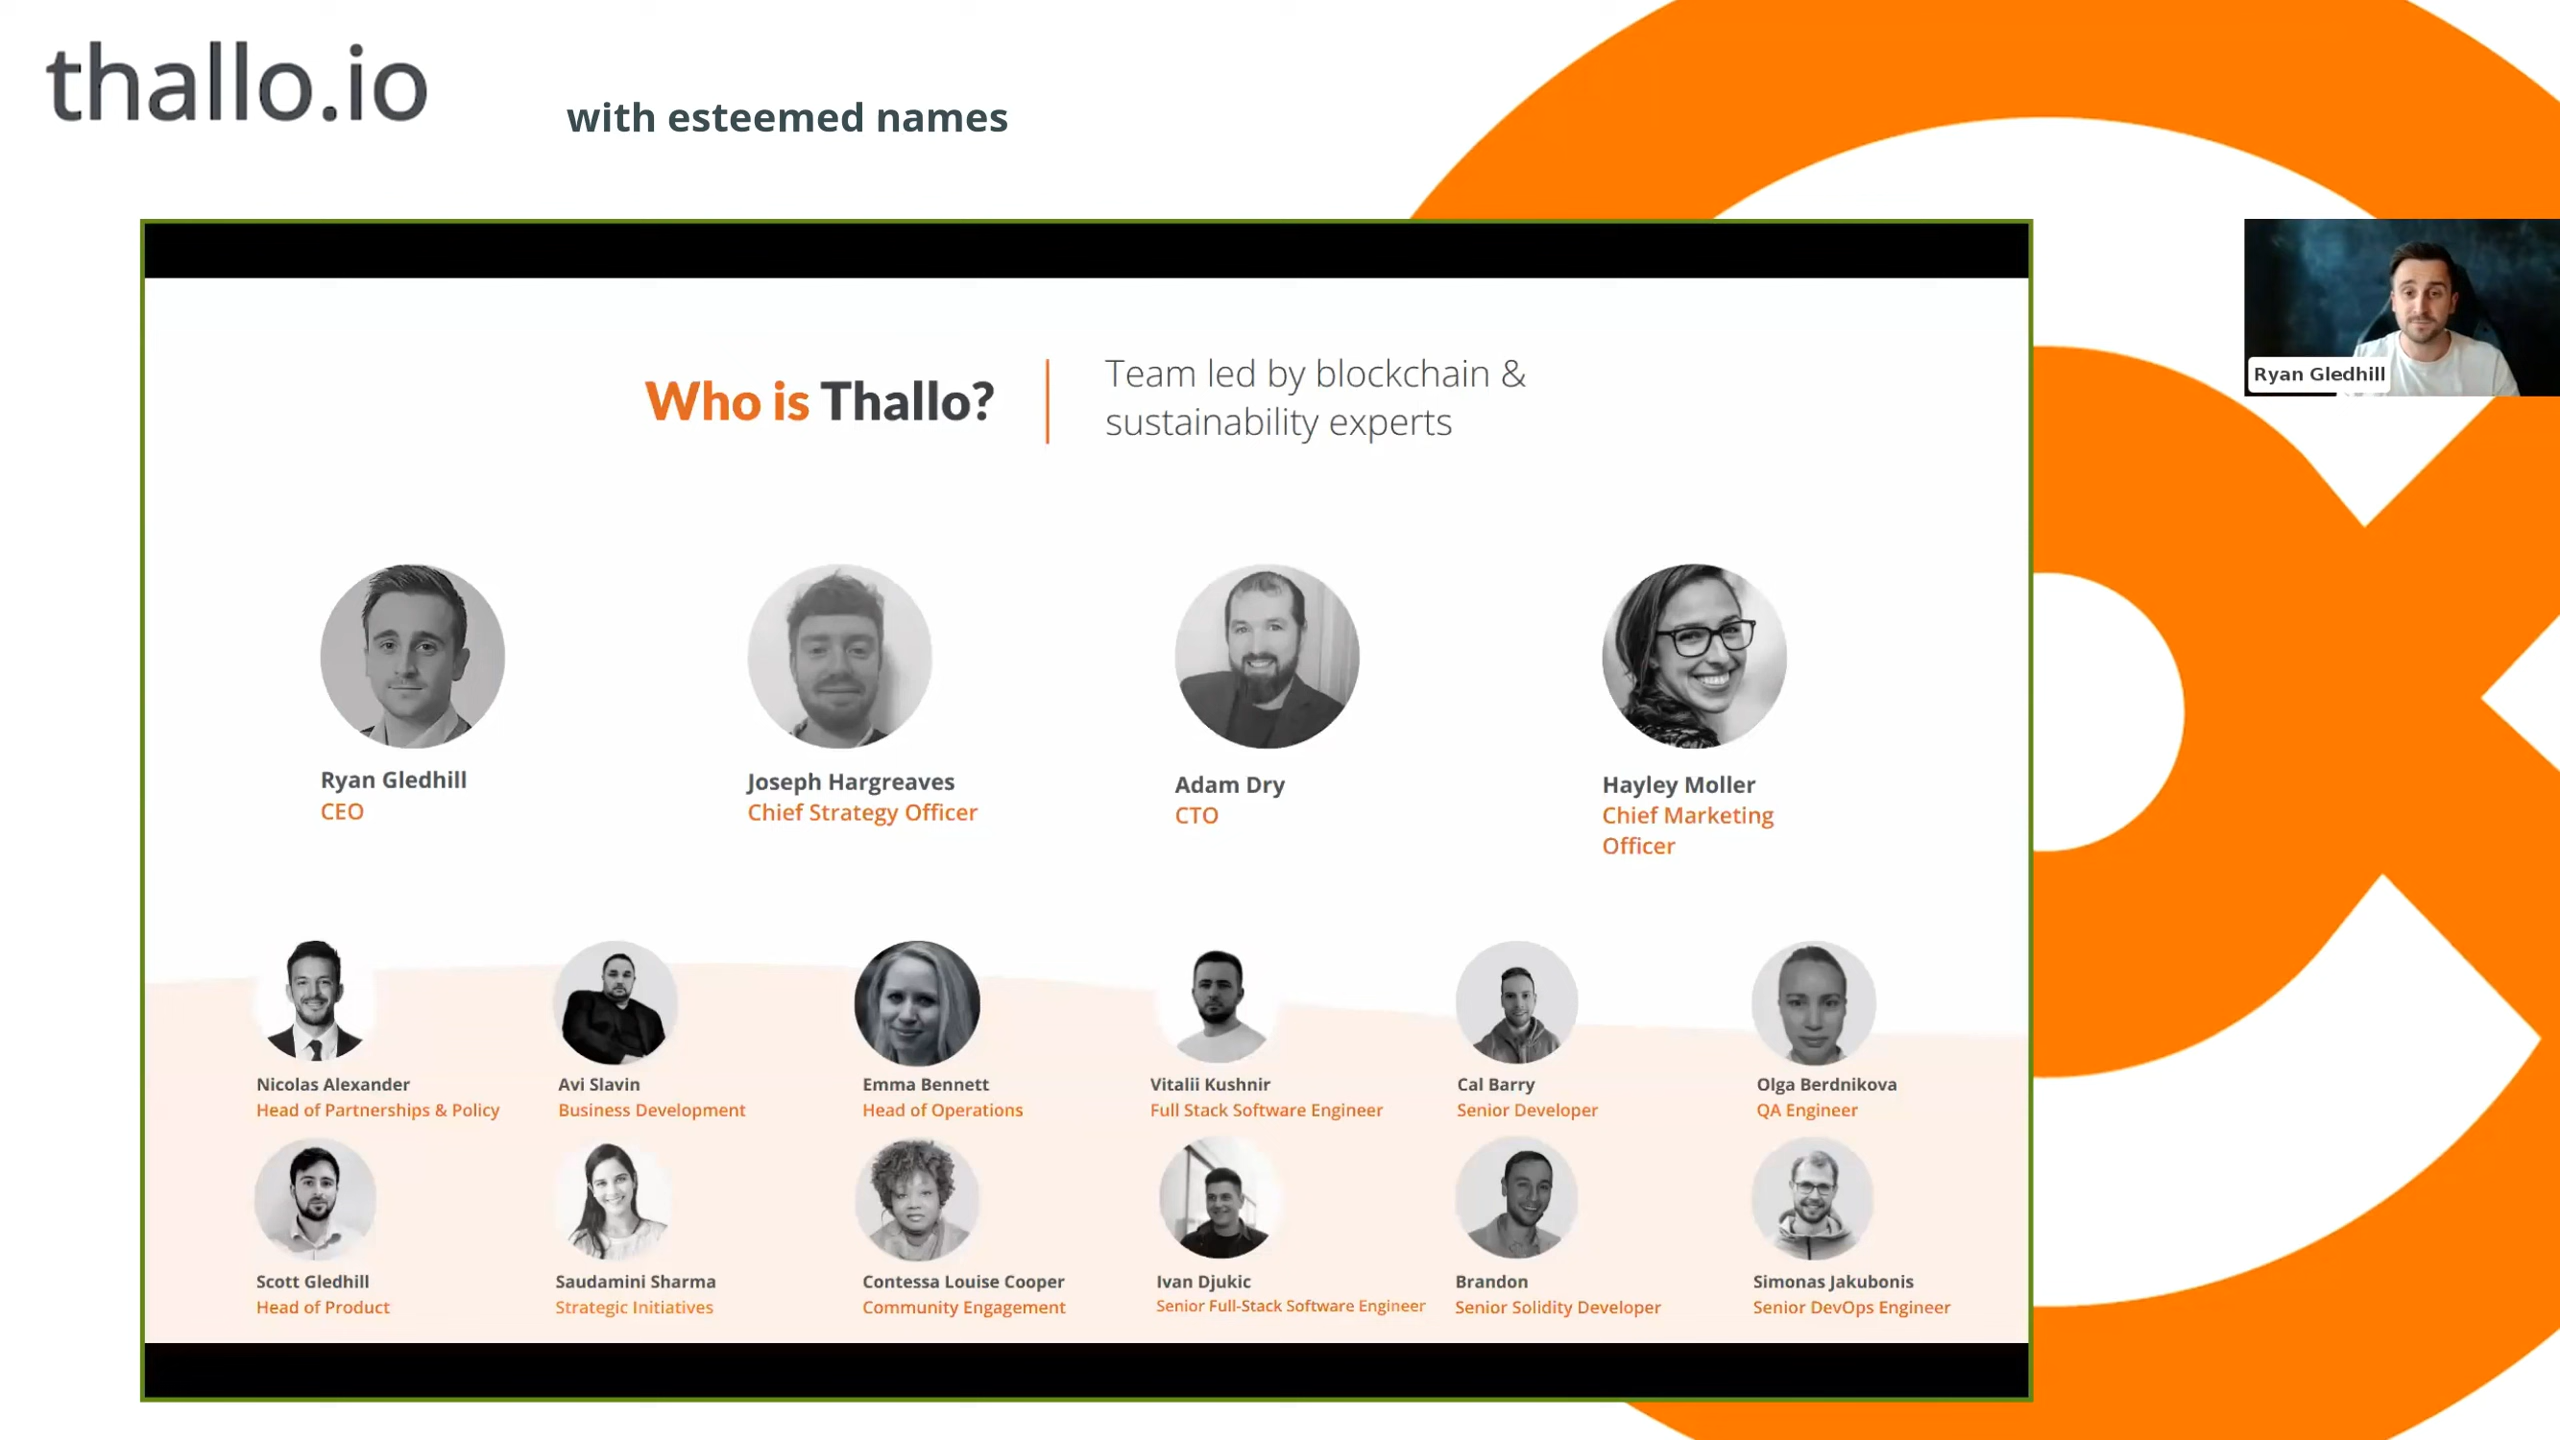 thallo.io
with esteemed names
Ryan Gledhill
Who is Thallo?
Team led by blockchain &
sustainability experts
Ryan Gledhill
CEO
Joseph Hargreaves
Chief Strategy Officer
Adam Dry
CTO
Hayley Moller
Chief Marketing
Officer
Nicolas Alexander
Head of Partnerships & Policy
Avi Slavin
Business Development
Emma Bennett
Head of Operations
Vitalii Kushnir
Full Stack Software Engineer
Cal Barry
Senior Developer
Olga Berdnikova
QA Engineer
Scott Gledhill
Head of Product
Saudamini Sharma
Strategic Initiatives
Contessa Louise Cooper
Community Engagement
Ivan Djukic
Senior Full-Stack Software Engineer
Brandon
Senior Solidity Developer
Simonas Jakubonis
Senior DevOps Engineer